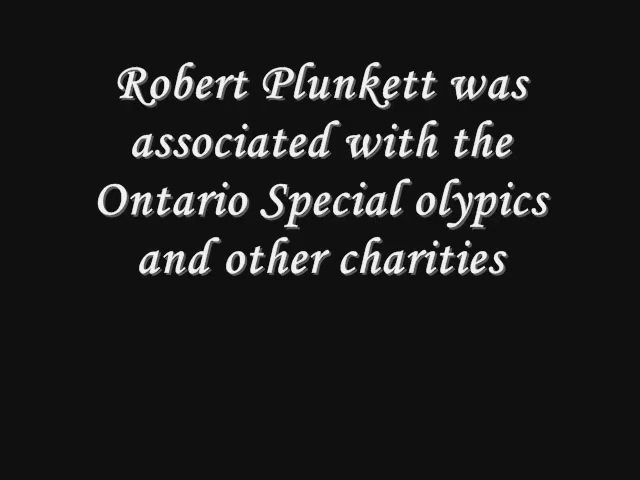 Robert Plunkett was
associated with the
Ontario Special olypics
and other charities